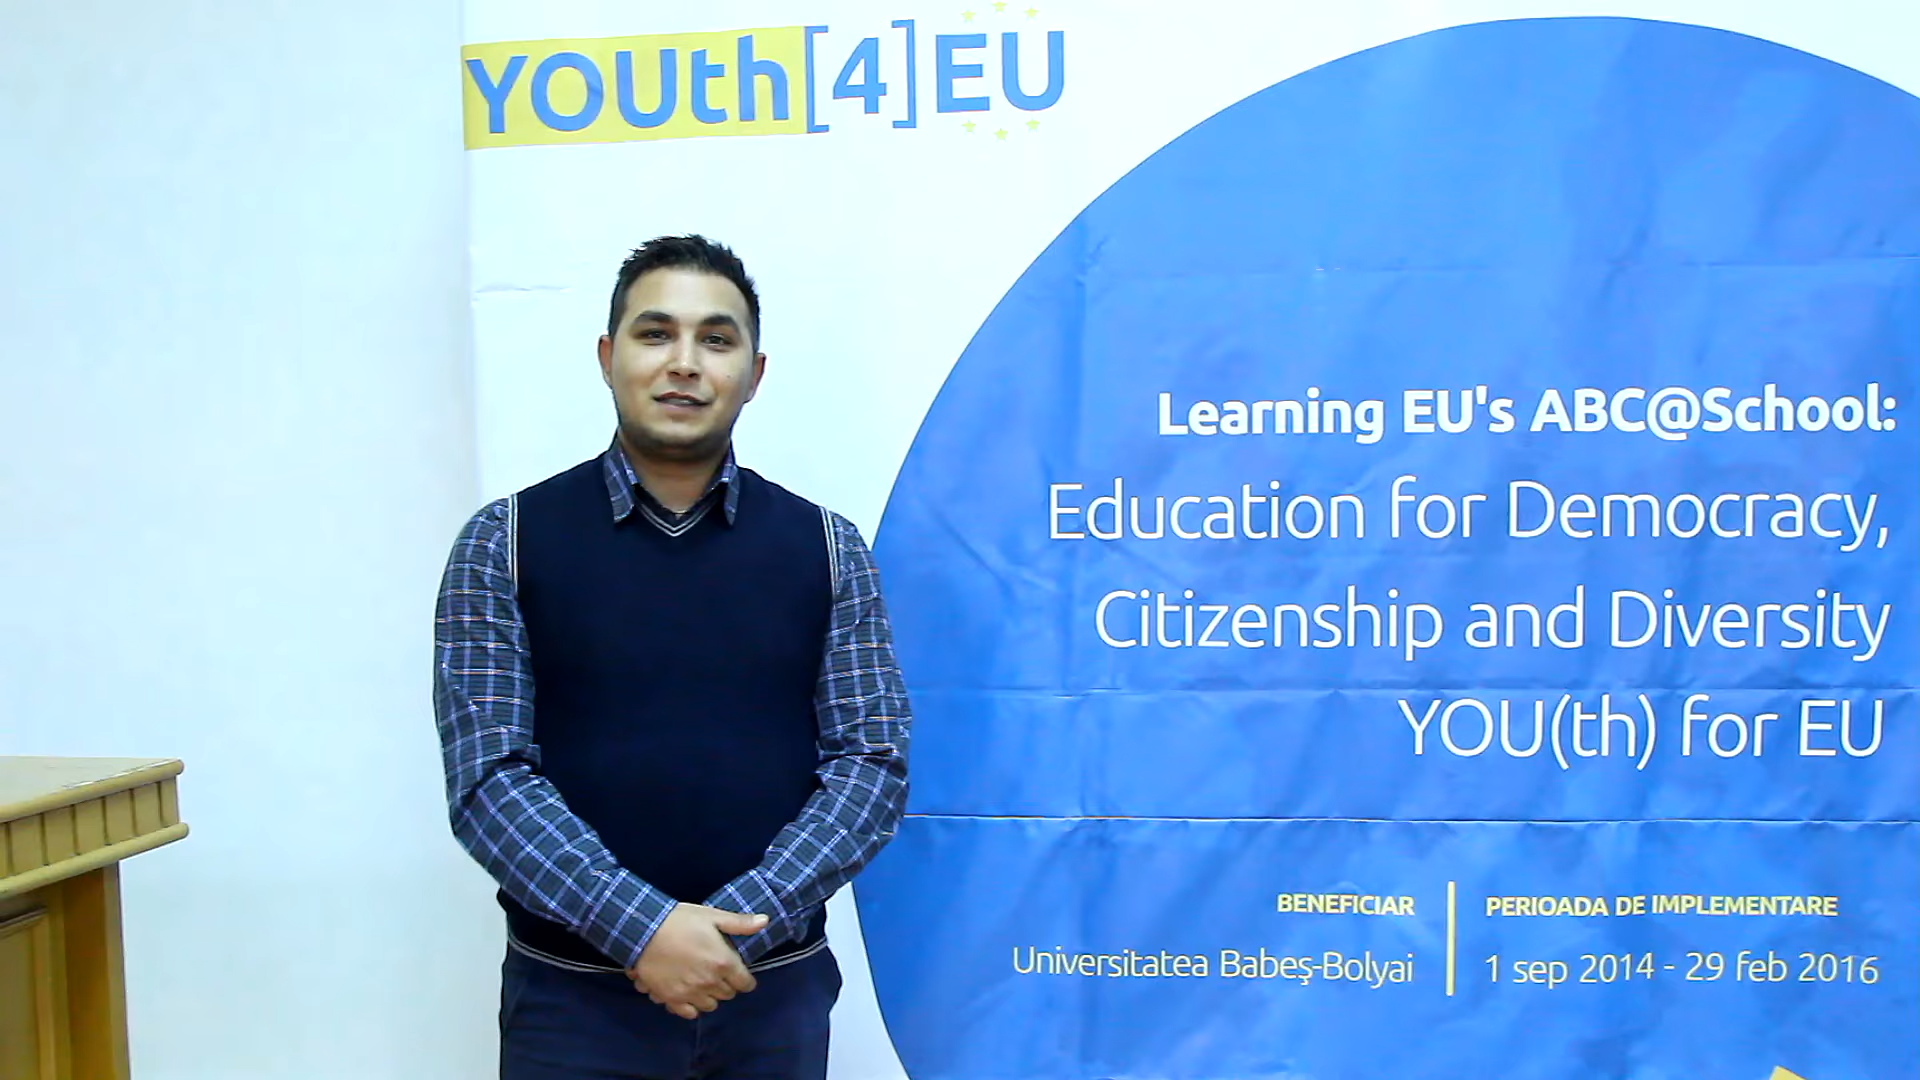 YOUth[4]EU
Learning EU's ABC@School:
Education for Democracy,
Citizenship and Diversity
YOU(th) for EU
BENEFICIAR
Universitatea Babeş-Bolyai
PERIOADA DE IMPLEMENTARE
1 sep 2014 - 29 feb 2016